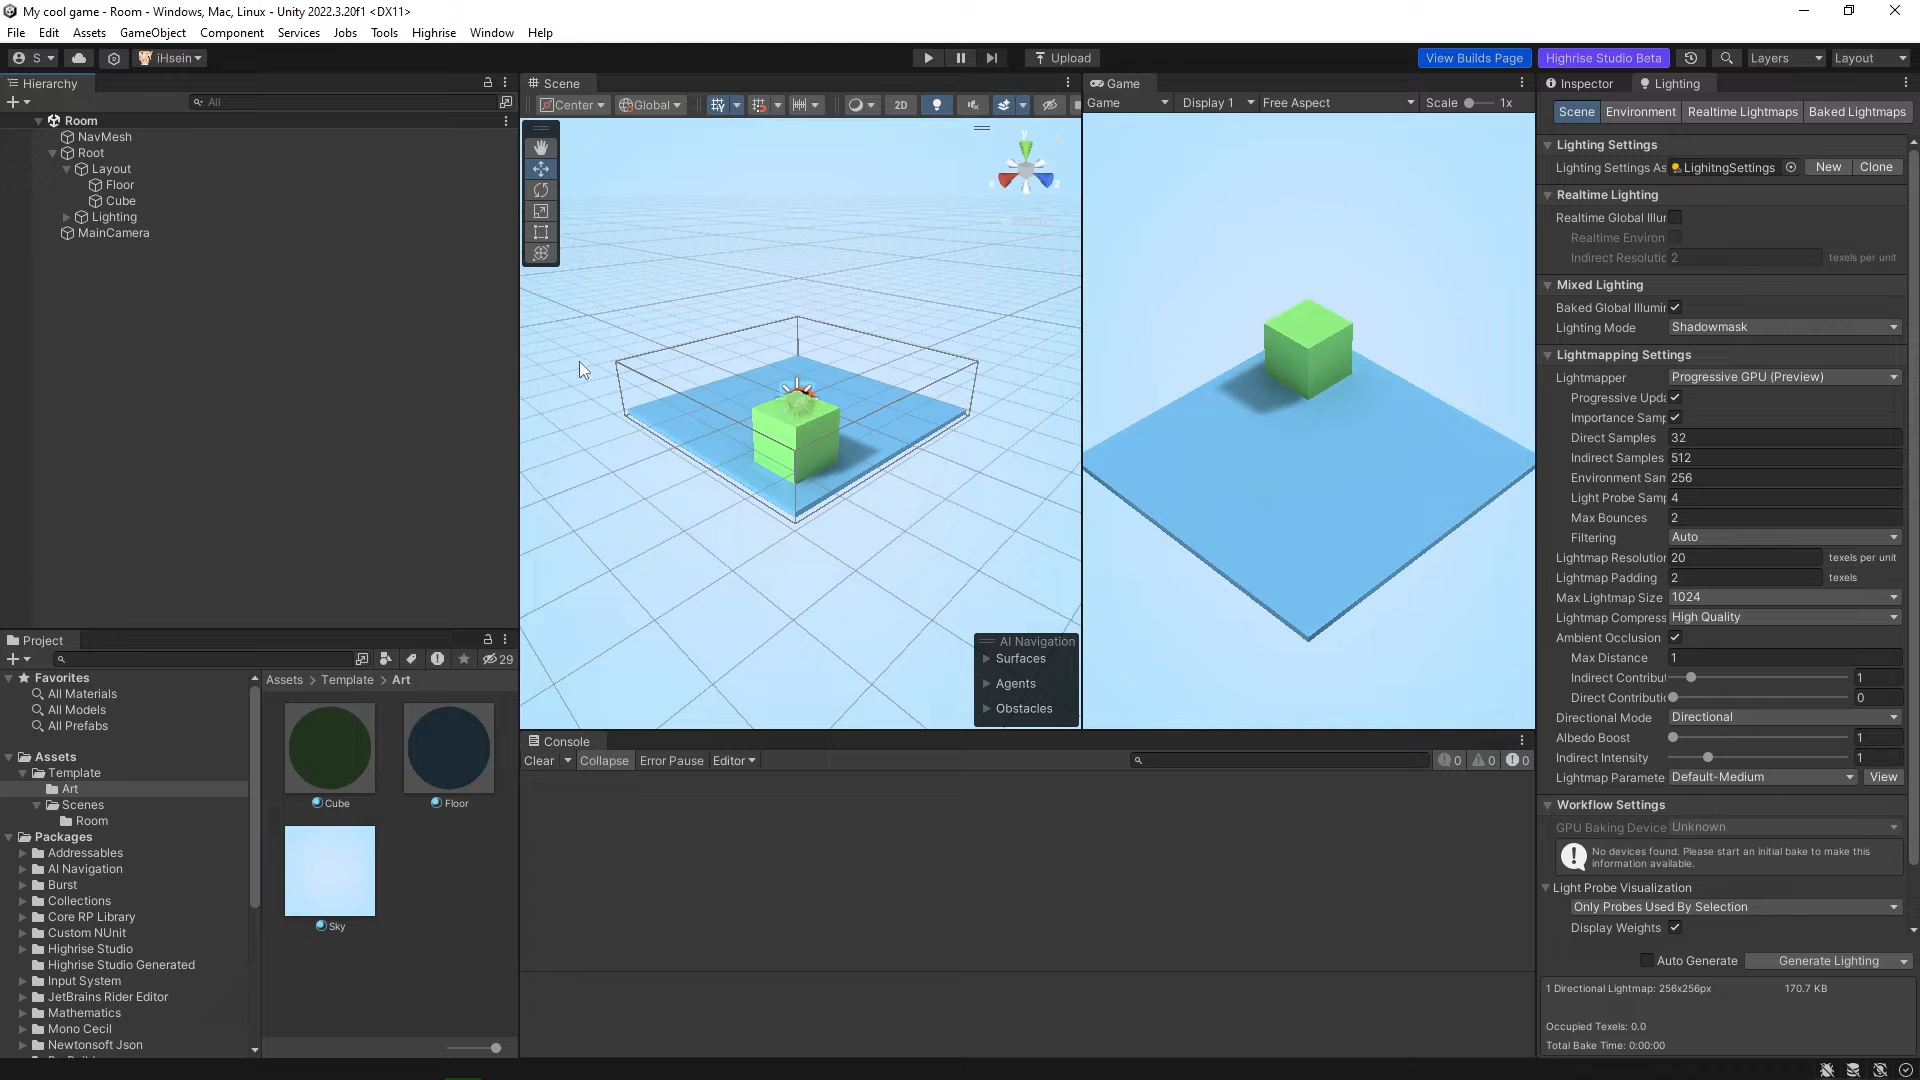 My cool game - Room - Windows, Mac, Linux - Unity 2022.3.20f1 <DX11>
File Edit Assets GameObject Component Services Jobs Tools Highrise Window Help
S iHsein Upload View Builds Page Highrise Studio Beta Layers Layout
Hierarchy
All
Room
NavMesh
Root
Layout
Floor
Cube
Lighting
MainCamera
Scene
Center Global 2D
y
x
z
AI Navigation
Surfaces
Agents
Obstacles
Game
Game Display 1 Free Aspect Scale 1x
Inspector Lighting
Scene Environment Realtime Lightmaps Baked Lightmaps
Lighting Settings
Lighting Settings As LighitngSettings New Clone
Realtime Lighting
Realtime Global Illur
Realtime Environ
Indirect Resolutic 2 texels per unit
Mixed Lighting
Baked Global Illumir
Lighting Mode Shadowmask
Lightmapping Settings
Lightmapper Progressive GPU (Preview)
Progressive Upda
Importance Samp
Direct Samples 32
Indirect Samples 512
Environment Sam 256
Light Probe Samp 4
Max Bounces 2
Filtering Auto
Lightmap Resolution 20 texels per unit
Lightmap Padding 2 texels
Max Lightmap Size 1024
Lightmap Compress High Quality
Ambient Occlusion
Max Distance 1
Indirect Contribut 1
Direct Contributic 0
Directional Mode Directional
Albedo Boost 1
Indirect Intensity 1
Lightmap Paramete Default-Medium View
Workflow Settings
GPU Baking Device Unknown
No devices found. Please start an initial bake to make this
information available.
Light Probe Visualization
Only Probes Used By Selection
Display Weights
Auto Generate Generate Lighting
1 Directional Lightmap: 256x256px 170.7 KB
Occupied Texels: 0.0
Total Bake Time: 0:00:00
Project
29
Favorites
All Materials
All Models
All Prefabs
Assets
Template
Art
Scenes
Room
Packages
Addressables
AI Navigation
Burst
Collections
Core RP Library
Custom NUnit
Highrise Studio
Highrise Studio Generated
Input System
JetBrains Rider Editor
Mathematics
Mono Cecil
Newtonsoft Json
Assets > Template > Art
Cube
Floor
Sky
Console
Clear Collapse Error Pause Editor 0 0 0